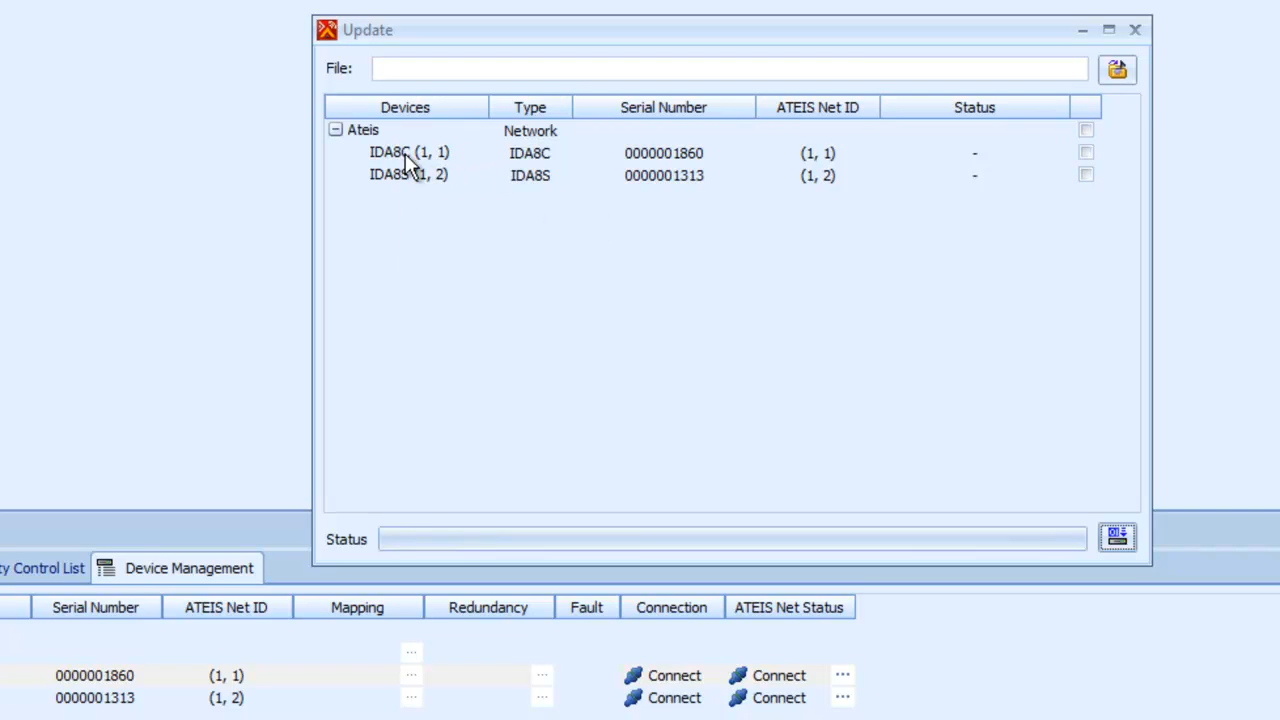 Update
File:
Devices Type Serial Number ATEIS Net ID Status
Ateis Network
IDA8C (1, 1) IDA8C 0000001860 (1, 1) -
IDA8S (1, 2) IDA8S 0000001313 (1, 2) -
Status
ty Control List Device Management
Serial Number ATEIS Net ID Mapping Redundancy Fault Connection ATEIS Net Status
...
0000001860 (1, 1) ... ... Connect Connect ...
0000001313 (1, 2) ... ... Connect Connect ...